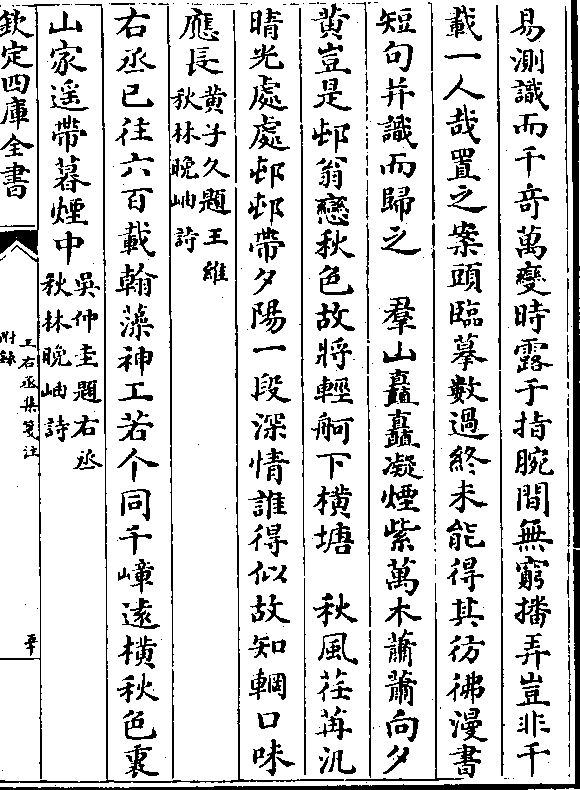 易測識而千奇萬變時露于指腕間無窮播弄豈非千
載一人哉置之案頭臨摹數過終未能得其彷彿漫書
短句并識而歸之　羣山矗矗凝煙紫萬木蕭蕭向夕
黄豈是邨翁戀秋色故將輕舸下横塘　秋風荏苒汎
晴光處處邨邨帶夕陽一段深情誰得似故知輞口味
應長黄子久題王維
秋林晚岫詩
右丞已往六百載翰藻神工若个同千嶂遠横秋色裏
山家遥帶暮煙中吳仲圭題右丞
秋林晚岫詩
欽定四庫全書
王右丞集箋注
附錄